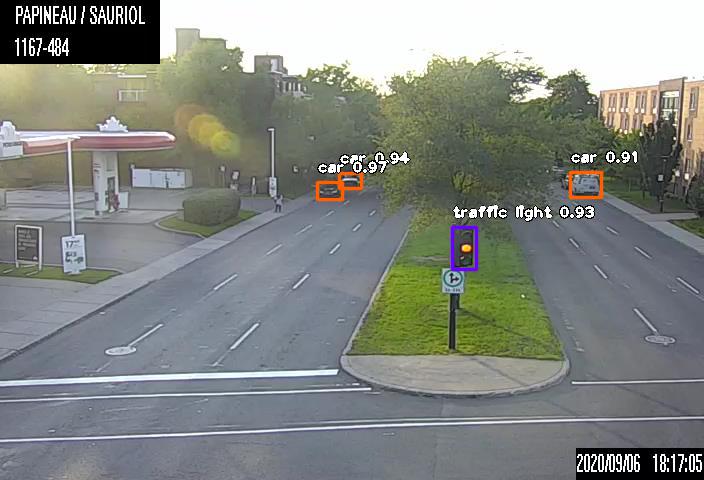 PAPINEAU / SAURIOL
1167-484
car 0.94
car 0.97
car 0.91
traffic light 0.93
2020/09/06 18:17:05